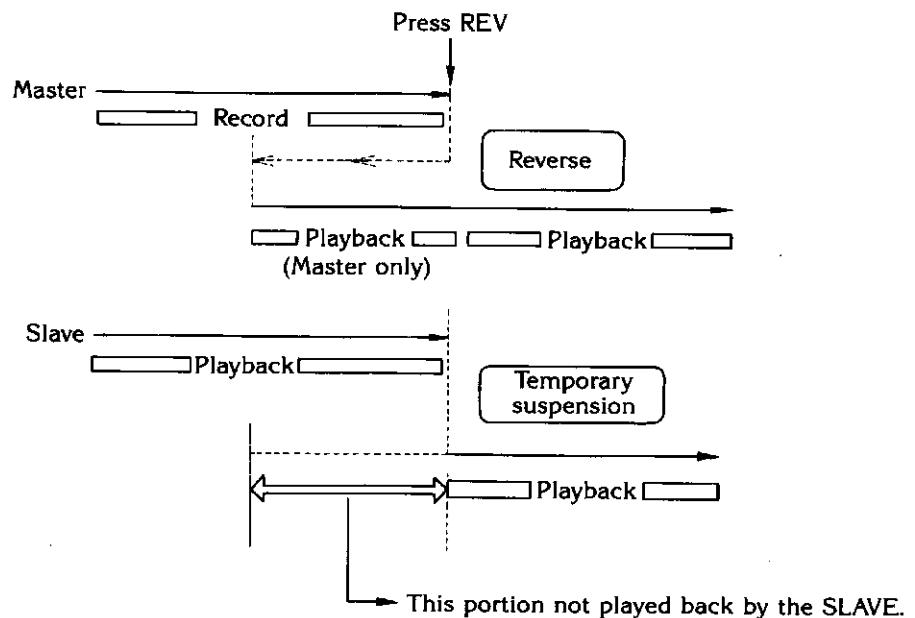 Press REV
Master
Record
Reverse
Playback
(Master only)
Playback
Slave
Playback
Temporary
suspension
Playback
This portion not played back by the SLAVE.